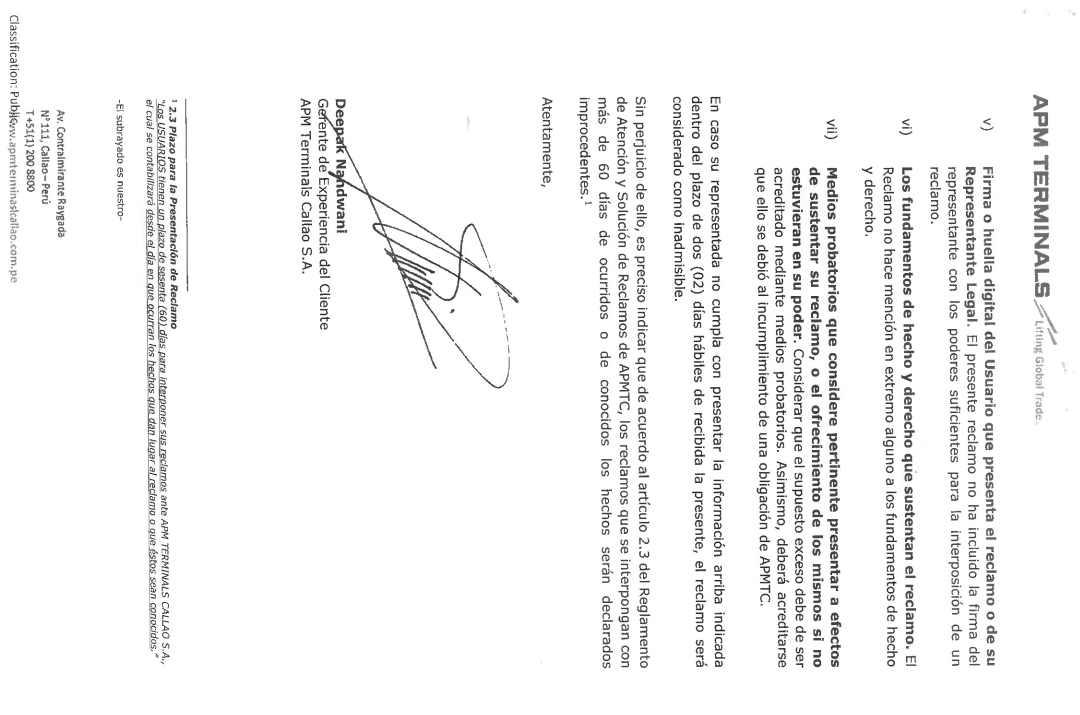 APM TERMINALS
Lifting Global Trade.
v) Firma o huella digital del Usuario que presenta el reclamo o de su
Representante Legal. El presente reclamo no ha incluido la firma del
representante con los poderes suficientes para la interposición de un
reclamo.
vi) Los fundamentos de hecho y derecho que sustentan el reclamo. El
Reclamo no hace mención en extremo alguno a los fundamentos de hecho
y derecho.
vii) Medios probatorios que considere pertinente presentar a efectos
de sustentar su reclamo, o el ofrecimiento de los mismos si no
estuvieran en su poder. Considerar que el supuesto exceso debe de ser
acreditado mediante medios probatorios. Asimismo, deberá acreditarse
que ello se debió al incumplimiento de una obligación de APMTC.
En caso su representada no cumpla con presentar la información arriba indicada
dentro del plazo de dos (02) días hábiles de recibida la presente, el reclamo será
considerado como inadmisible.
Sin perjuicio de ello, es preciso indicar que de acuerdo al artículo 2.3 del Reglamento
de Atención y Solución de Reclamos de APMTC, los reclamos que se interpongan con
más de 60 días de ocurridos o de conocidos los hechos serán declarados
improcedentes.¹
Atentamente,
Deepak Nandwani
Gerente de Experiencia del Cliente
APM Terminals Callao S.A.
¹ 2.3 Plazo para la Presentación de Reclamo
"Los USUARIOS tienen un plazo de sesenta (60) días para interponer sus reclamos ante APM TERMINALS CALLAO S.A.,
el cual se contabilizará desde el día en que ocurran los hechos que dan lugar al reclamo o que éstos sean conocidos."
-El subrayado es nuestro-
Av. Contralmirante Raygada
N° 111, Callao – Perú
T +51(1) 200 8800
www.apmterminalscallao.com.pe
Classification: Public